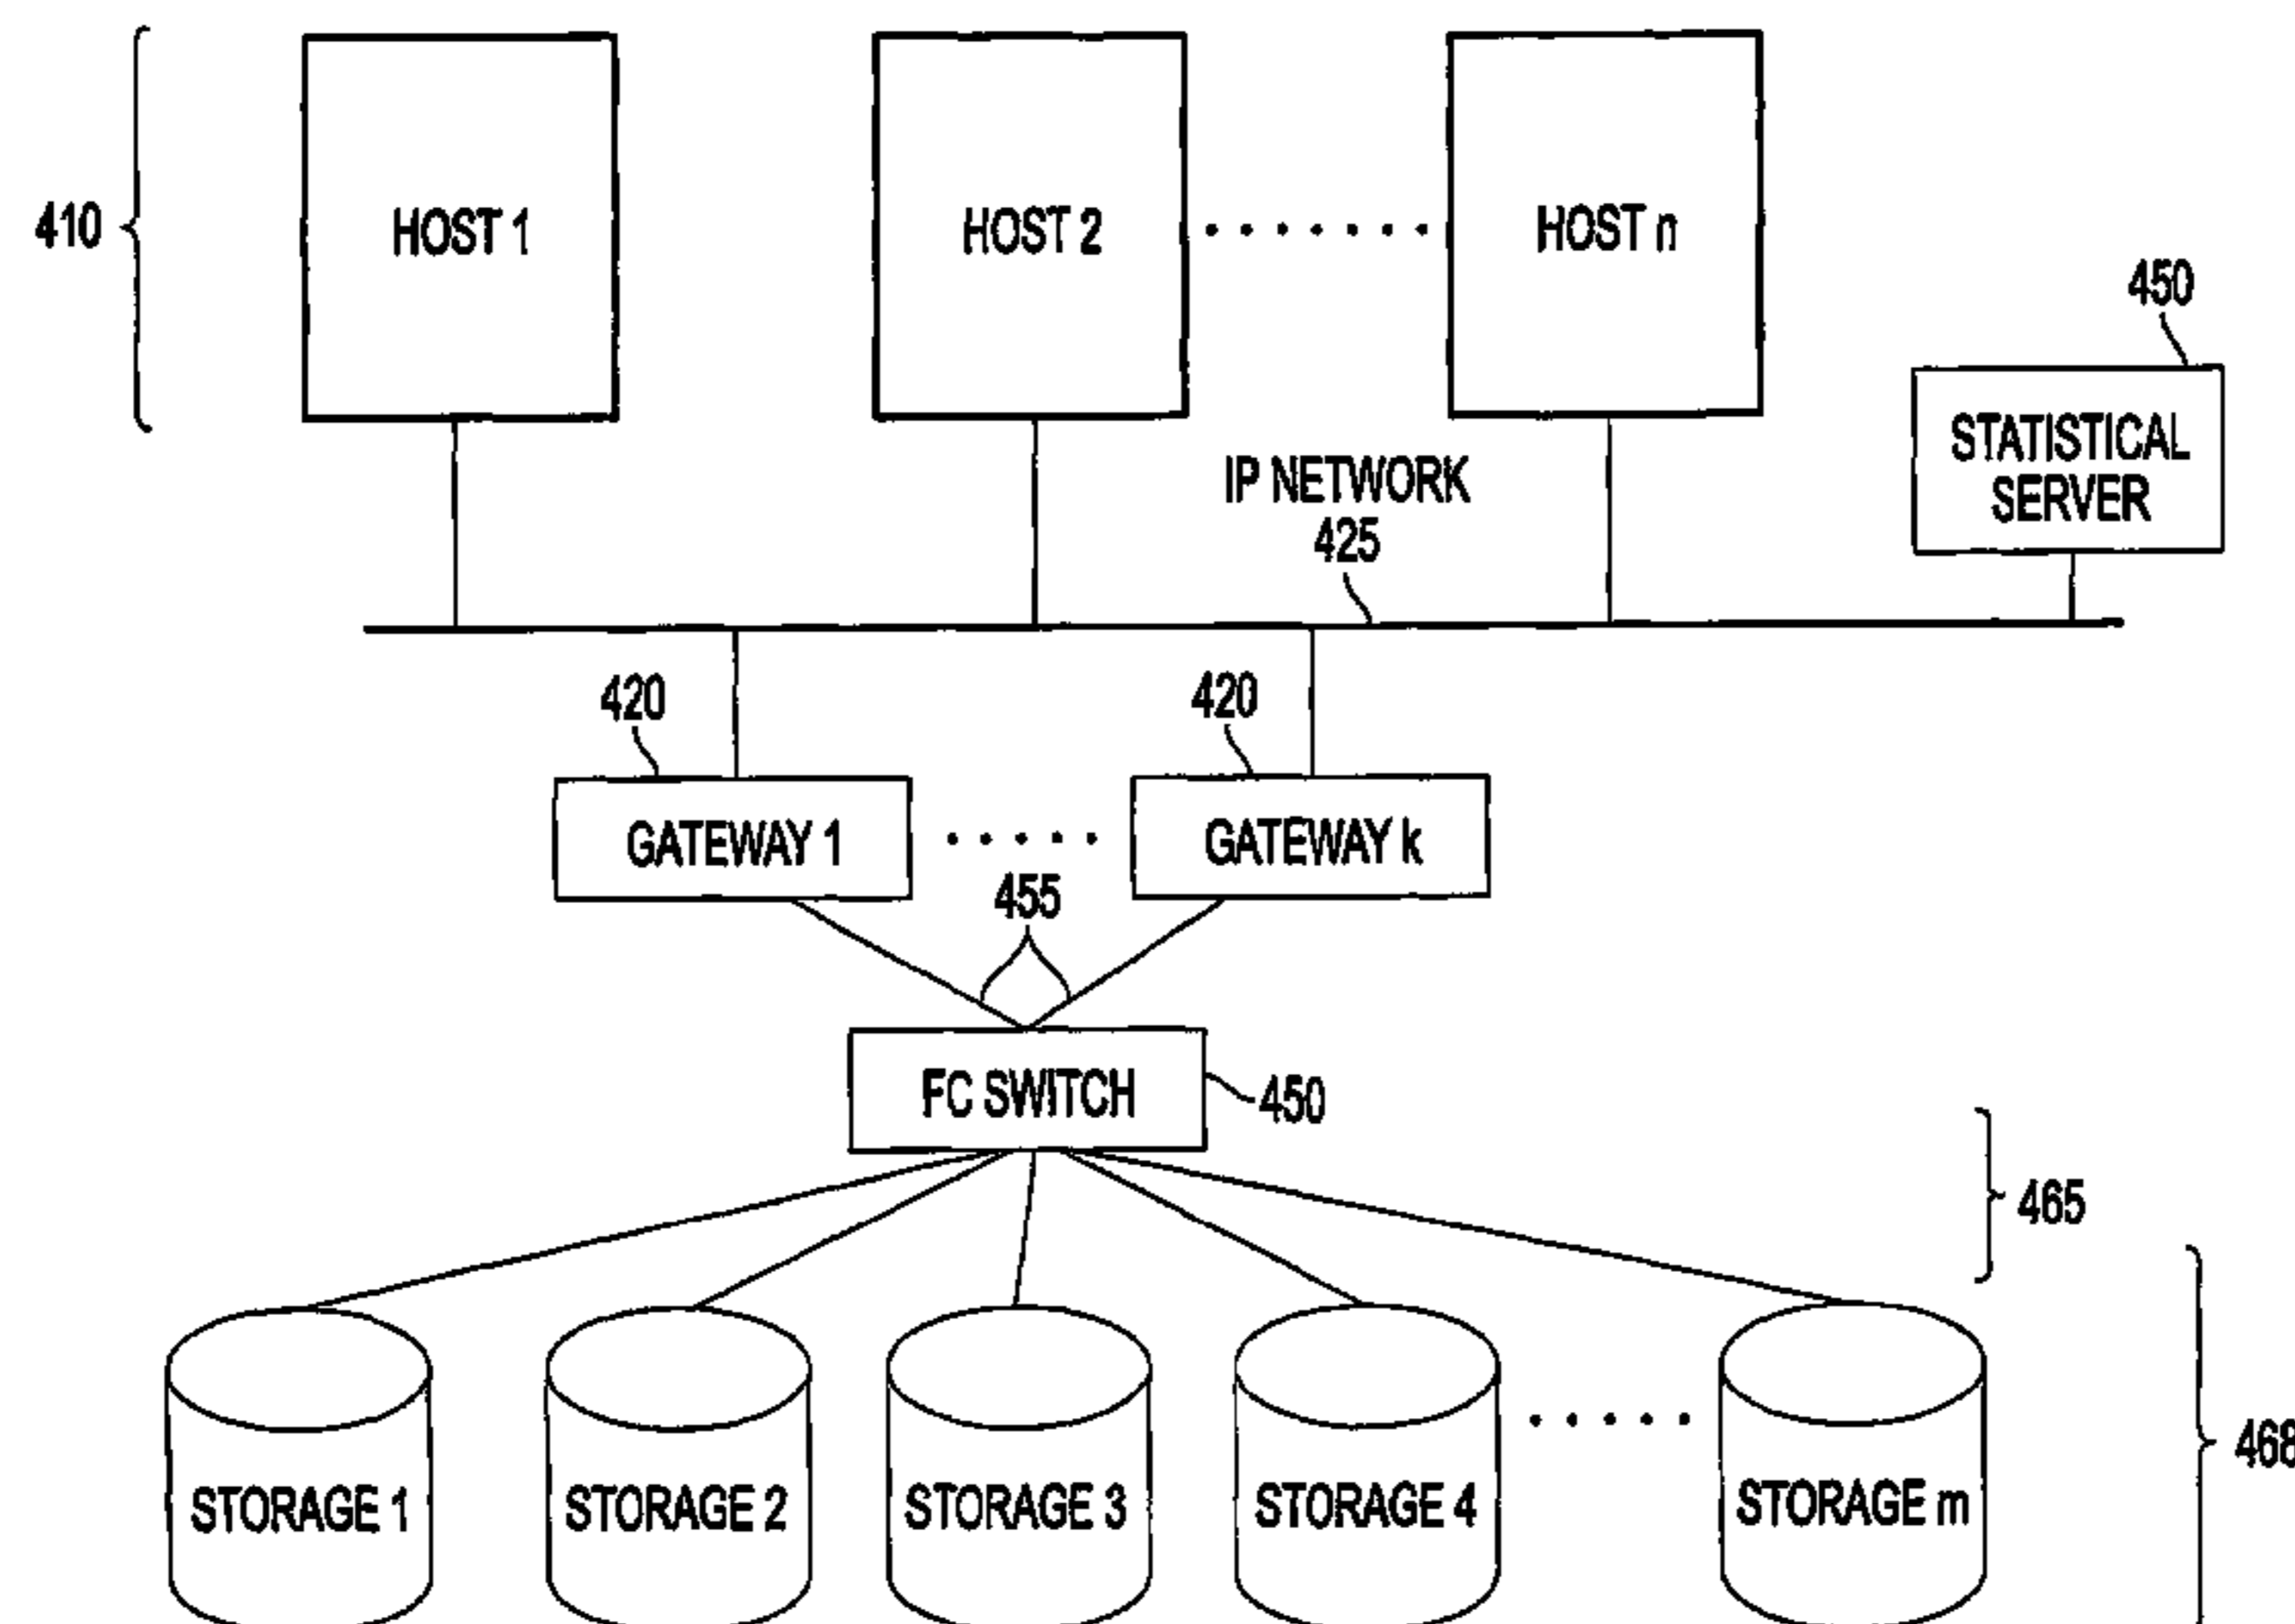 410
HOST 1
HOST 2
HOST n
450
STATISTICAL
SERVER
IP NETWORK
425
420
420
GATEWAY 1
GATEWAY k
455
FC SWITCH
450
465
468
STORAGE 1
STORAGE 2
STORAGE 3
STORAGE 4
STORAGE m